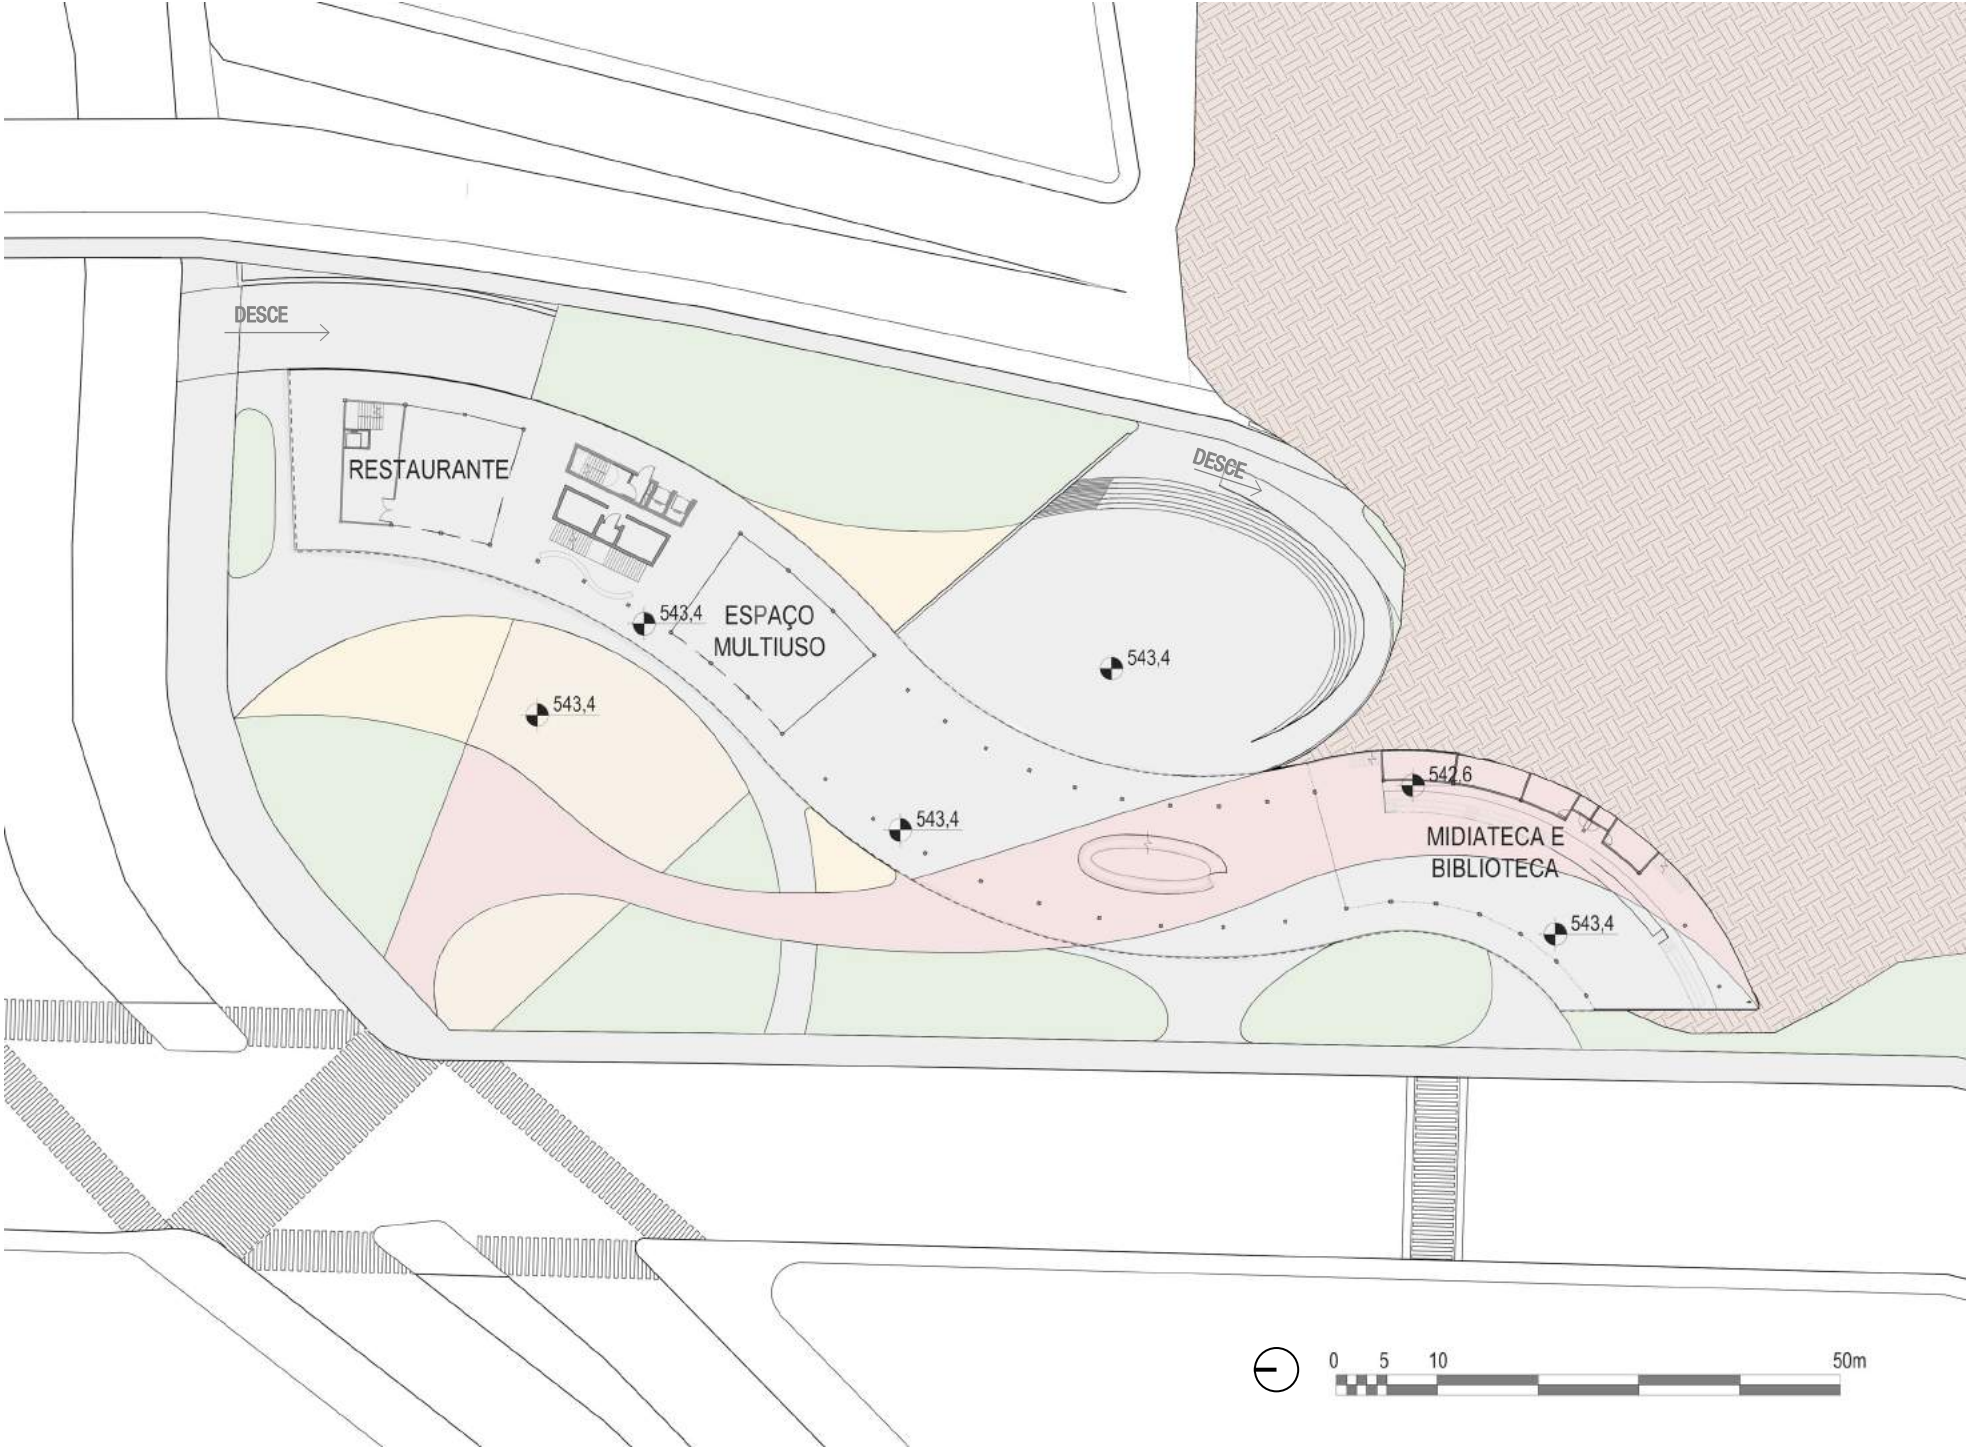 DESCE
DESCE
RESTAURANTE
543,4
ESPAÇO
MULTIUSO
543,4
543,4
543,4
542,6
MIDIATECA E
BIBLIOTECA
543,4
0 5 10 50m